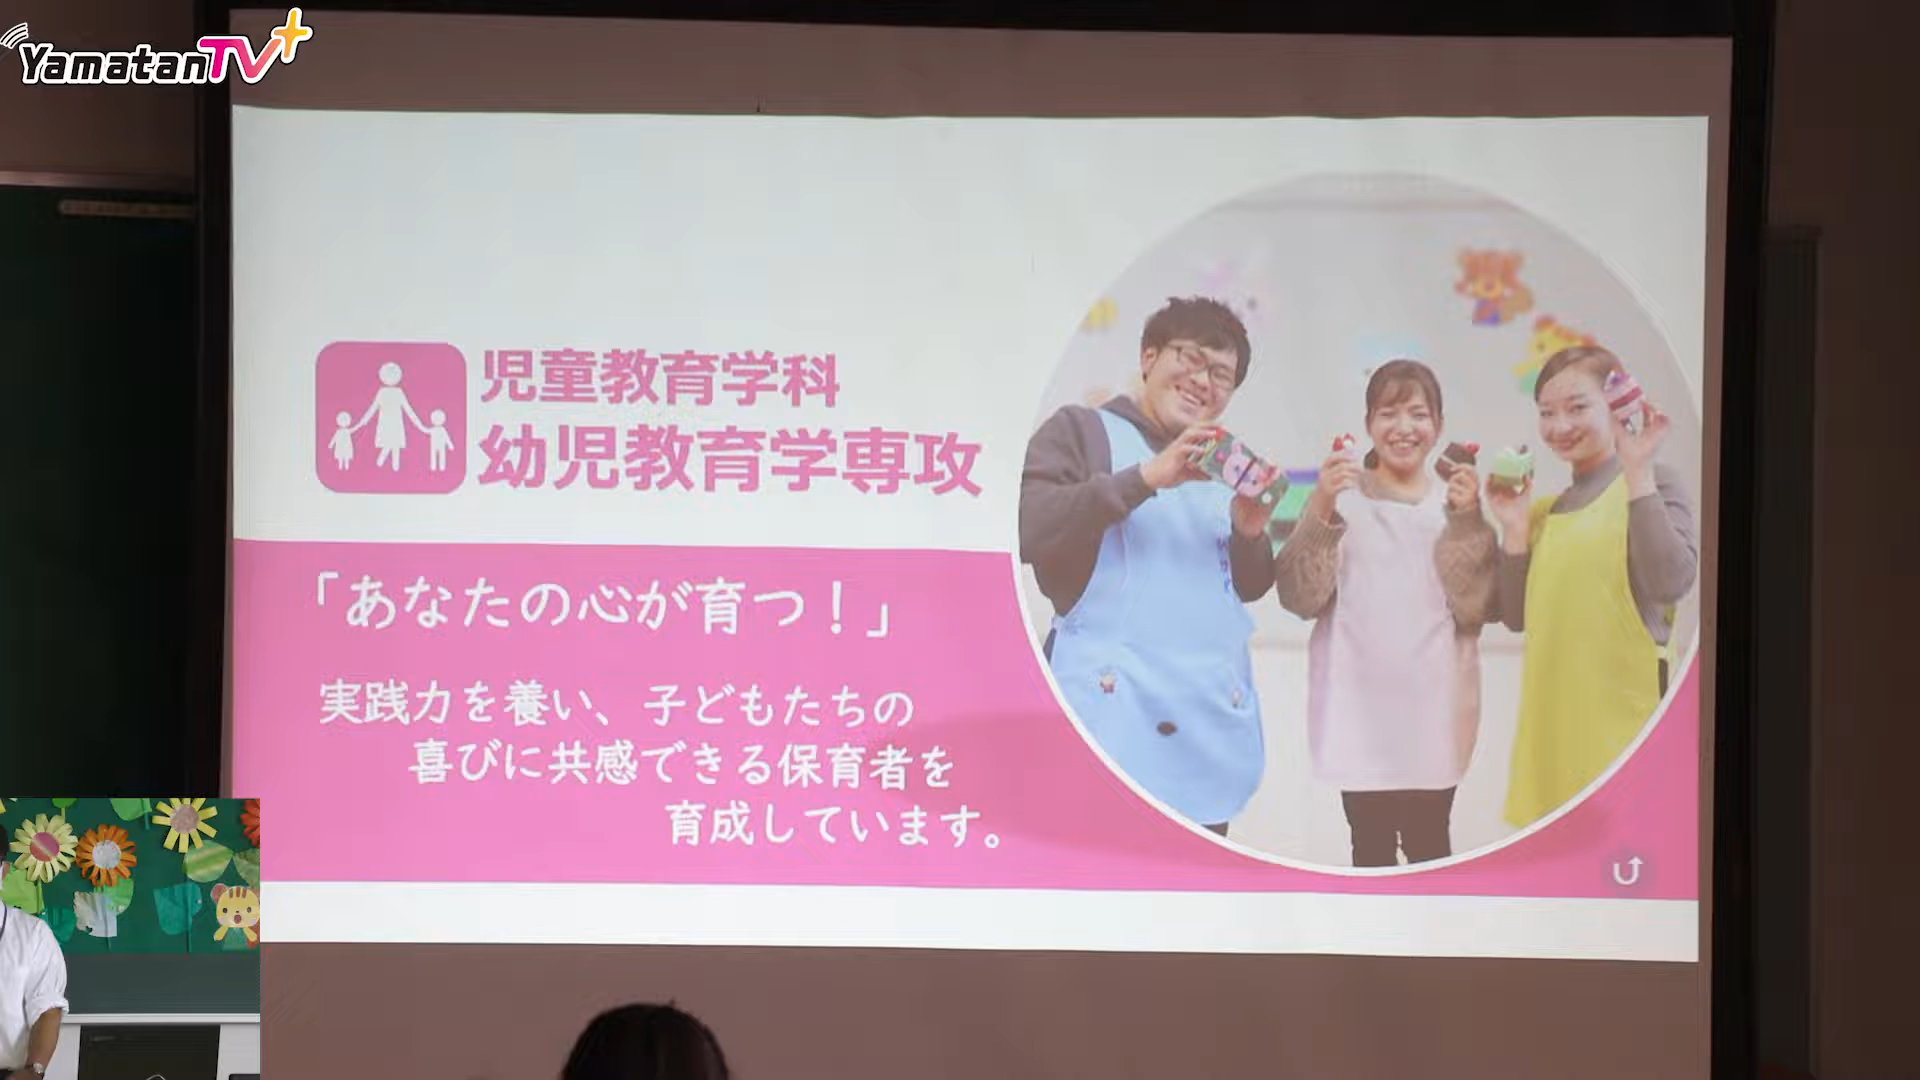 YamatanTV+
児童教育学科
幼児教育学専攻
「あなたの心が育つ！」
実践力を養い、子どもたちの
喜びに共感できる保育者を
育成しています。